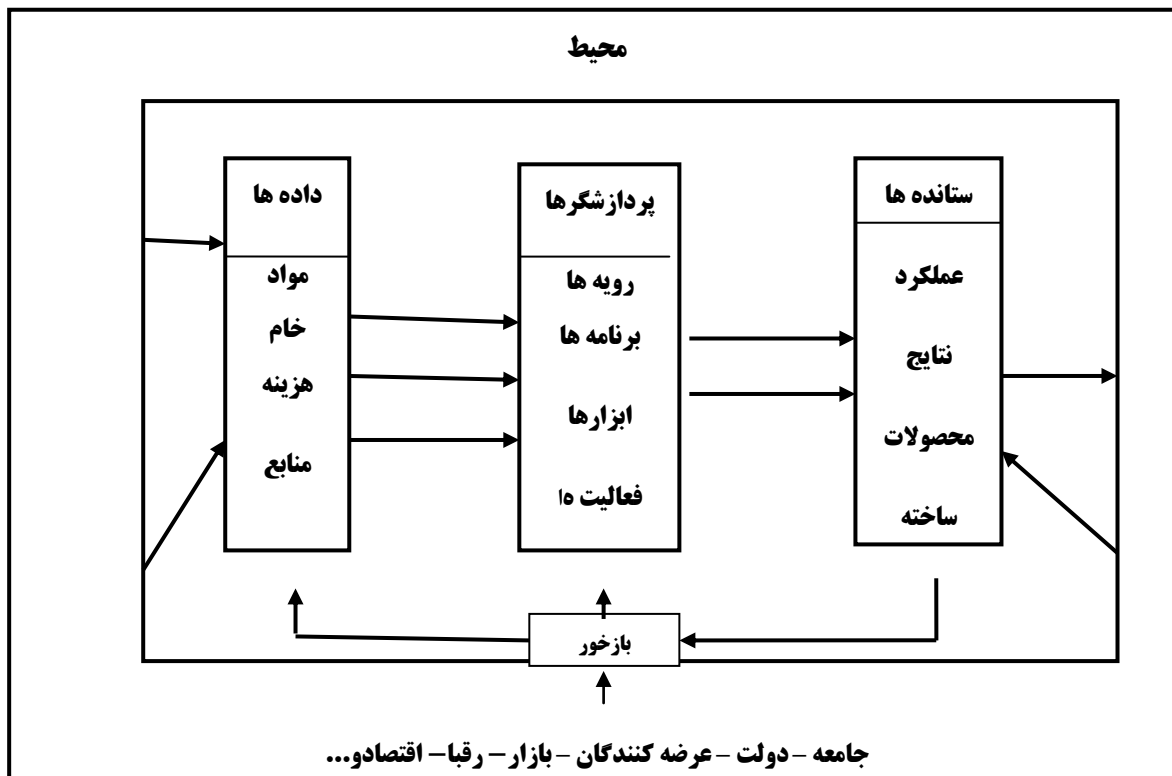 محیط
داده ها
مواد
خام
هزینه
منابع
پردازشگرها
رویه ها
برنامه ها
ابزارها
فعالیت ها
ستانده ها
عملکرد
نتایج
محصولات
ساخته
بازخور
جامعه – دولت – عرضه کنندگان – بازار – رقبا – اقتصادو...